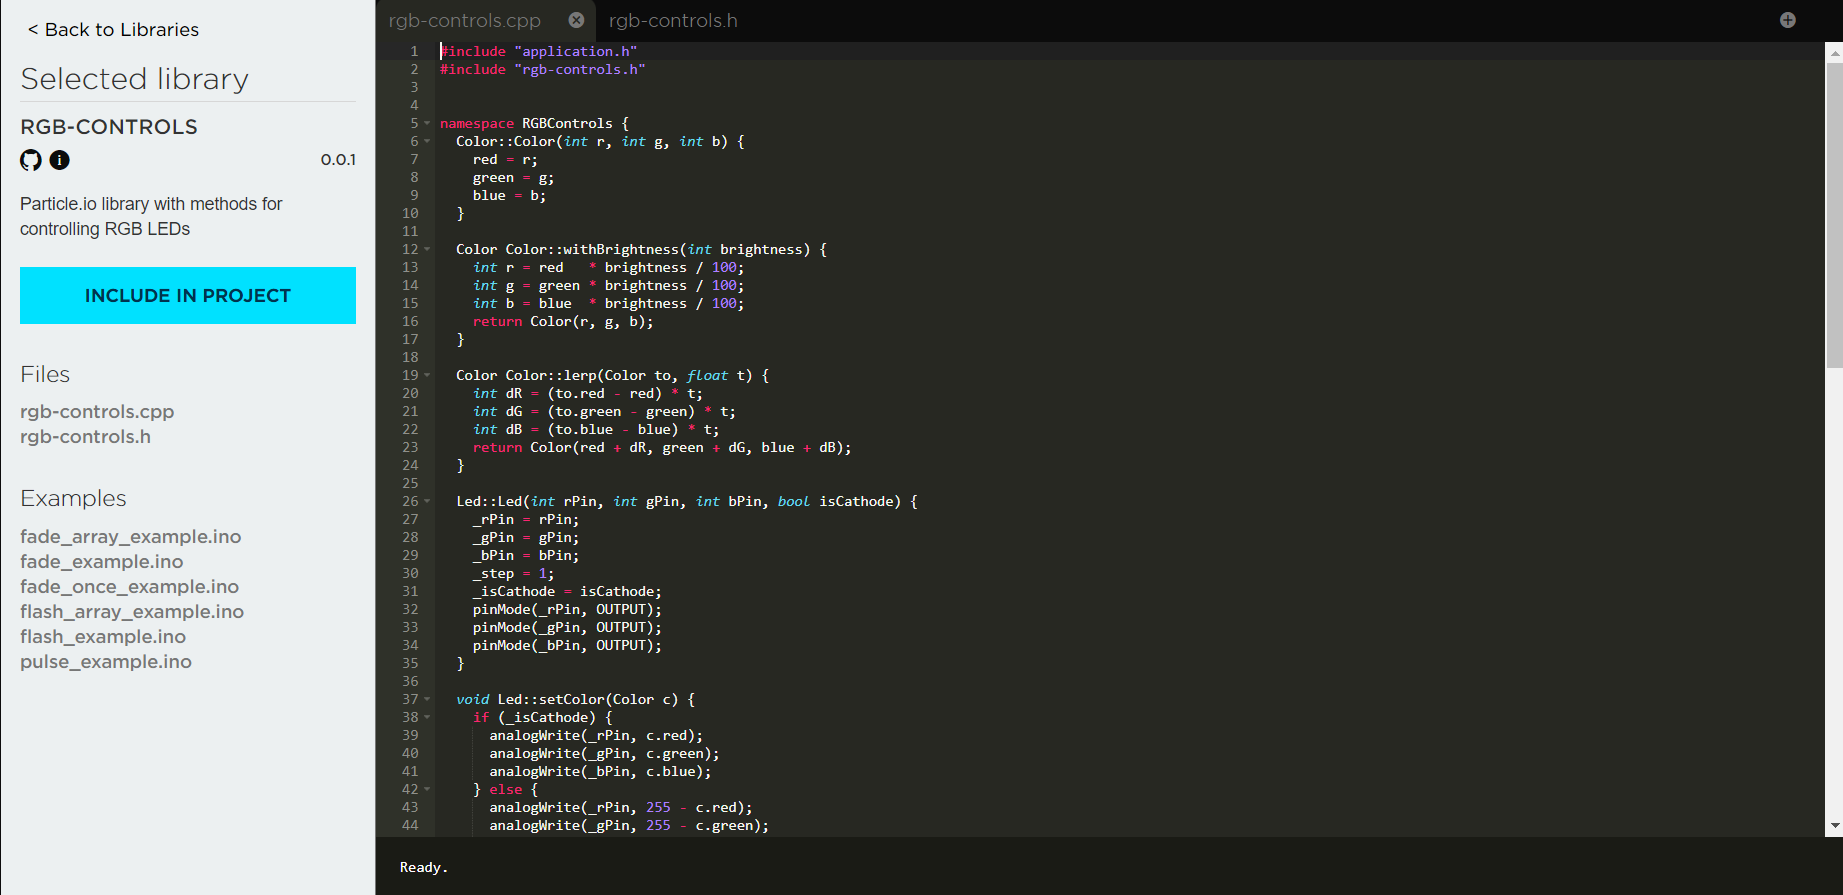 < Back to Libraries
Selected library
RGB-CONTROLS
0.0.1
Particle.io library with methods for
controlling RGB LEDs
INCLUDE IN PROJECT
Files
rgb-controls.cpp
rgb-controls.h
Examples
fade_array_example.ino
fade_example.ino
fade_once_example.ino
flash_array_example.ino
flash_example.ino
pulse_example.ino
rgb-controls.cpp rgb-controls.h
1 #include "application.h"
2 #include "rgb-controls.h"
3
4
5 namespace RGBControls {
6 Color::Color(int r, int g, int b) {
7 red = r;
8 green = g;
9 blue = b;
10 }
11
12 Color Color::withBrightness(int brightness) {
13 int r = red   * brightness / 100;
14 int g = green * brightness / 100;
15 int b = blue  * brightness / 100;
16 return Color(r, g, b);
17 }
18
19 Color Color::lerp(Color to, float t) {
20 int dR = (to.red - red) * t;
21 int dG = (to.green - green) * t;
22 int dB = (to.blue - blue) * t;
23 return Color(red + dR, green + dG, blue + dB);
24 }
25
26 Led::Led(int rPin, int gPin, int bPin, bool isCathode) {
27 _rPin = rPin;
28 _gPin = gPin;
29 _bPin = bPin;
30 _step = 1;
31 _isCathode = isCathode;
32 pinMode(_rPin, OUTPUT);
33 pinMode(_gPin, OUTPUT);
34 pinMode(_bPin, OUTPUT);
35 }
36
37 void Led::setColor(Color c) {
38 if (_isCathode) {
39 analogWrite(_rPin, c.red);
40 analogWrite(_gPin, c.green);
41 analogWrite(_bPin, c.blue);
42 } else {
43 analogWrite(_rPin, 255 - c.red);
44 analogWrite(_gPin, 255 - c.green);
Ready.